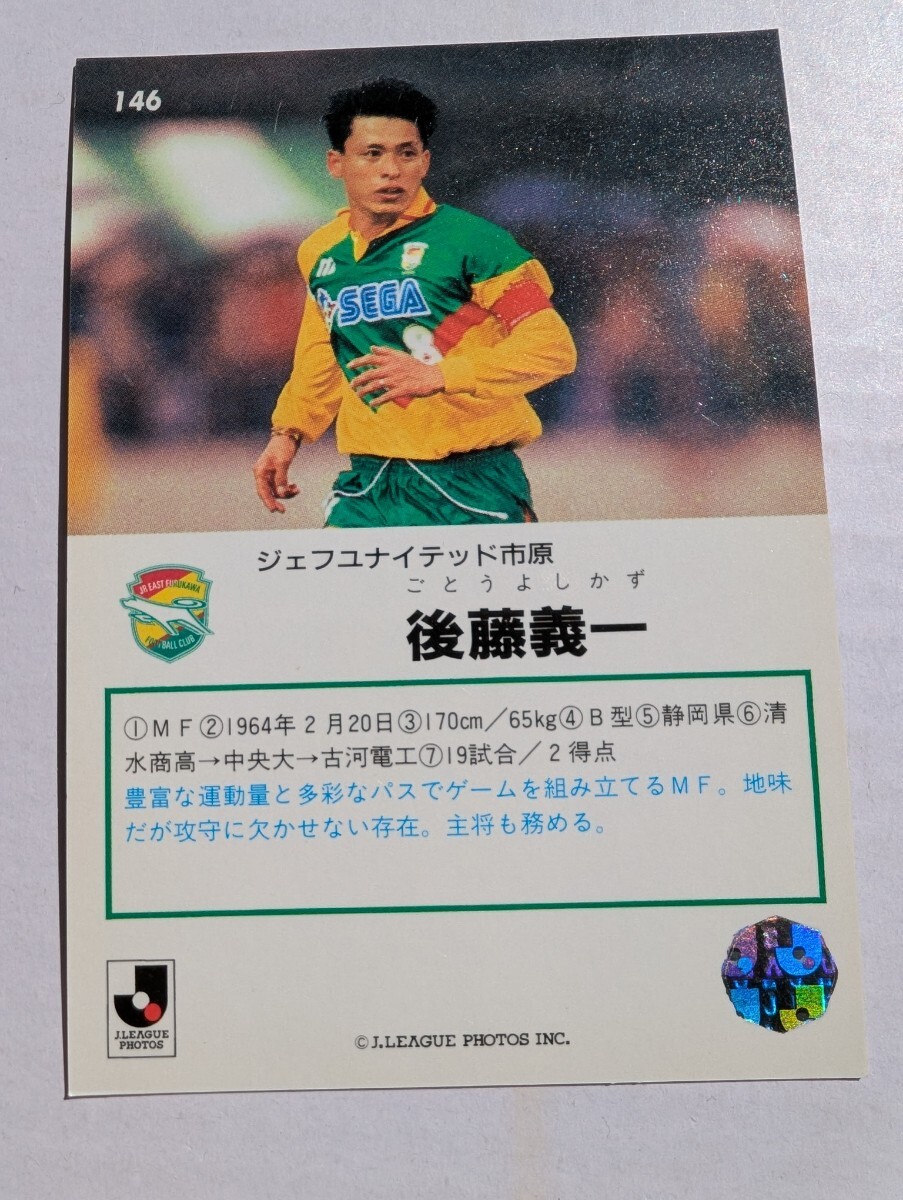 146
SEGA
8
ジェフユナイテッド市原
JR EAST FURUKAWA
FOOTBALL CLUB
ごとうよしかず
後藤義一
①MF②1964年2月20日③170cm/65kg④B型⑤静岡県⑥清
水商高→中央大→古河電工⑦19試合/2得点
豊富な運動量と多彩なパスでゲームを組み立てるMF。地味
だが攻守に欠かせない存在。主将も務める。
J.LEAGUE
PHOTOS
©J.LEAGUE PHOTOS INC.